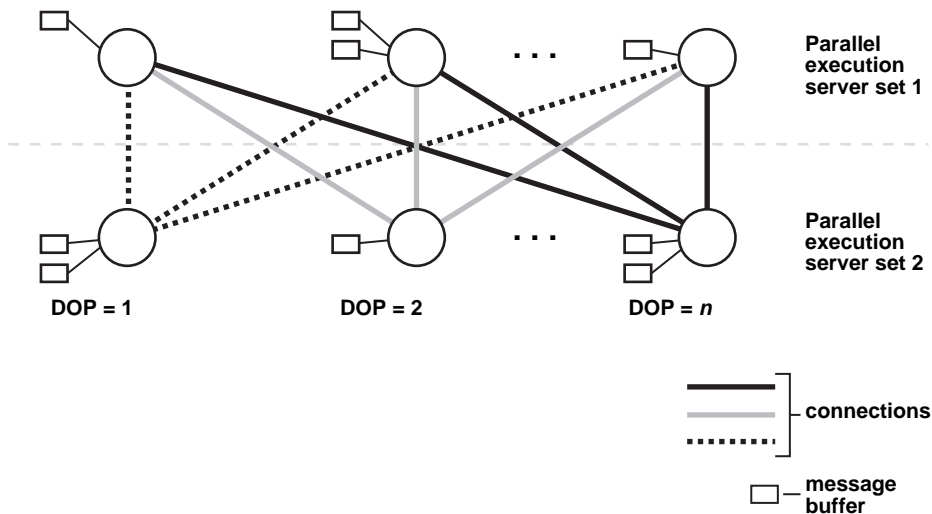 . . .
Parallel
execution
server set 1
. . .
Parallel
execution
server set 2
DOP = 1
DOP = 2
DOP = n
connections
message
buffer